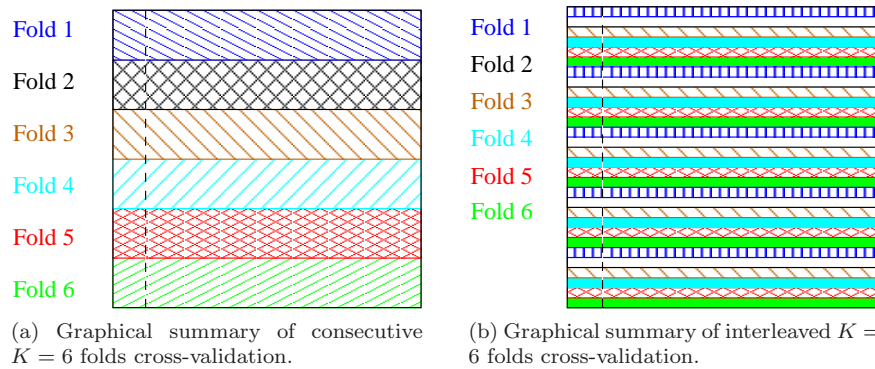 Fold 1
Fold 2
Fold 3
Fold 4
Fold 5
Fold 6
(a) Graphical summary of consecutive
K = 6 folds cross-validation.
Fold 1
Fold 2
Fold 3
Fold 4
Fold 5
Fold 6
(b) Graphical summary of interleaved K =
6 folds cross-validation.